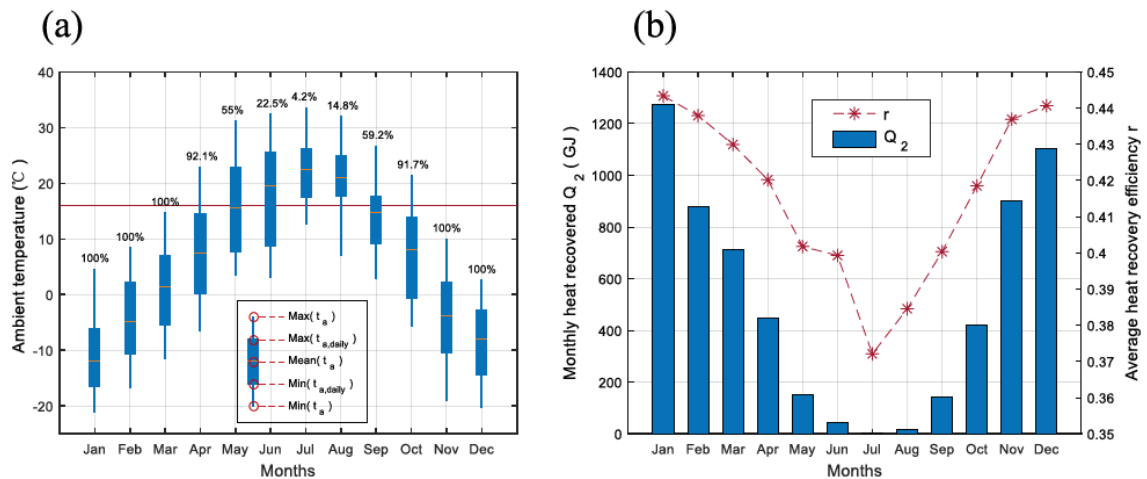 (a)
40
30
20
10
0
-10
-20
Ambient temperature (℃)
100%
100%
100%
92.1%
55%
22.5%
4.2%
14.8%
59.2%
91.7%
100%
100%
Max( t a )
Max( t a,daily )
Mean( t a )
Min( t a,daily )
Min( t a )
Jan Feb Mar Apr May Jun Jul Aug Sep Oct Nov Dec
Months
(b)
1400
1200
1000
800
600
400
200
0
Monthly heat recovered Q 2 ( GJ )
r
Q 2
0.45
0.44
0.43
0.42
0.41
0.4
0.39
0.38
0.37
0.36
0.35
Average heat recovery efficiency r
Jan Feb Mar Apr May Jun Jul Aug Sep Oct Nov Dec
Months